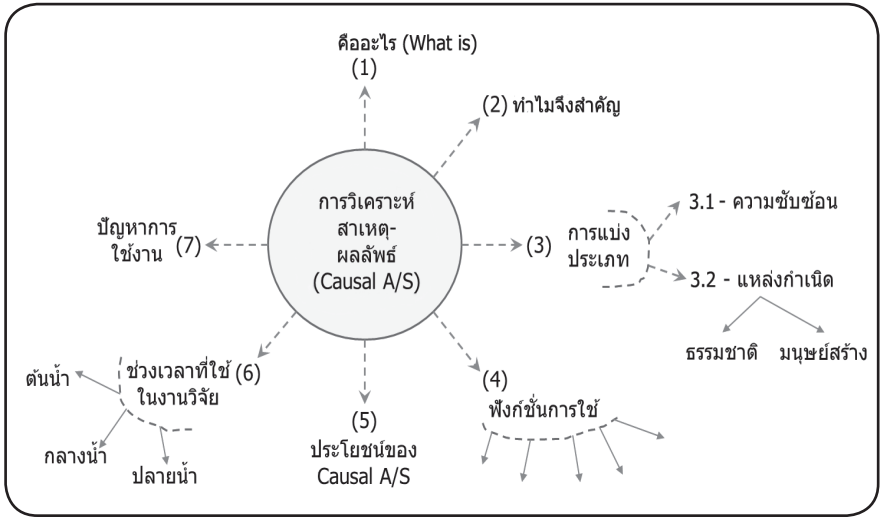 คืออะไร (What is)
(1)
(2) ทำไมจึงสำคัญ
การวิเคราะห์
สาเหตุ-
ผลลัพธ์
(Causal A/S)
(3)
การแบ่ง
ประเภท
3.1 - ความซับซ้อน
3.2 - แหล่งกำเนิด
ธรรมชาติ
มนุษย์สร้าง
(4)
ฟังก์ชั่นการใช้
(5)
ประโยชน์ของ
Causal A/S
ช่วงเวลาที่ใช้ (6)
ในงานวิจัย
ต้นน้ำ
กลางน้ำ
ปลายน้ำ
ปัญหาการ (7)
ใช้งาน